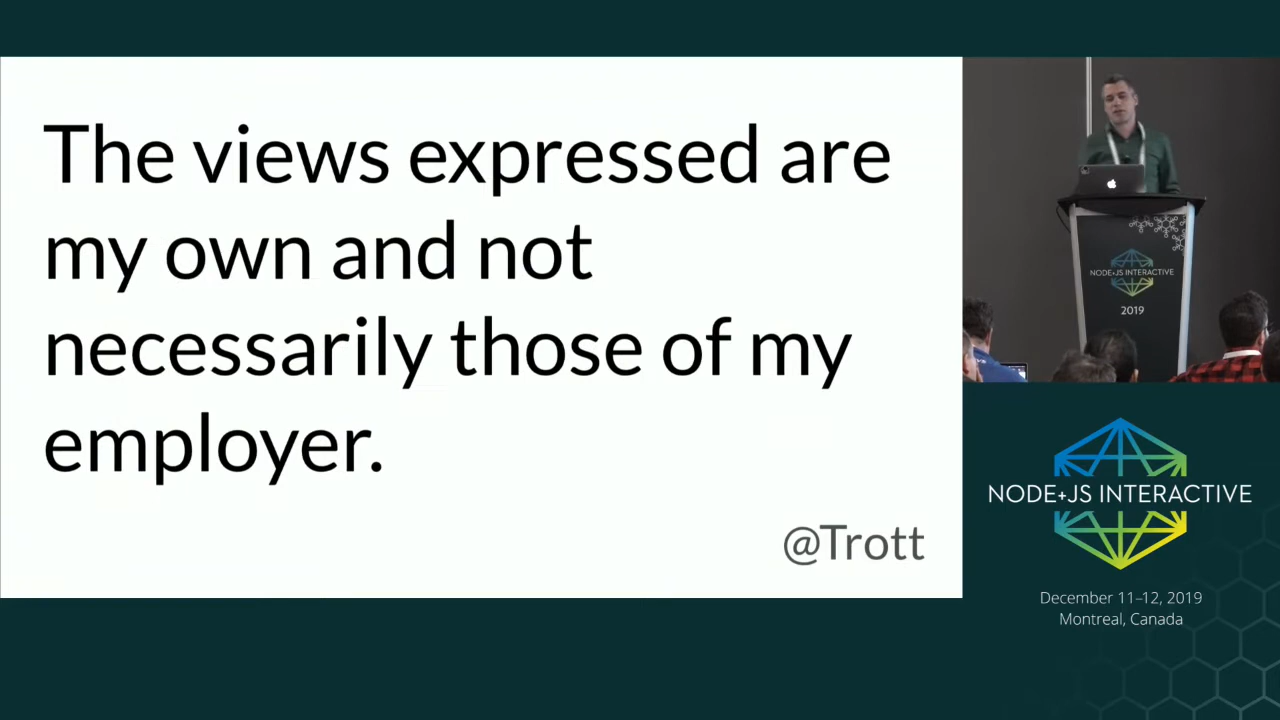 The views expressed are
my own and not
necessarily those of my
employer.
@Trott
NODE+JS INTERACTIVE
2019
NODE+JS INTERACTIVE
December 11–12, 2019
Montreal, Canada